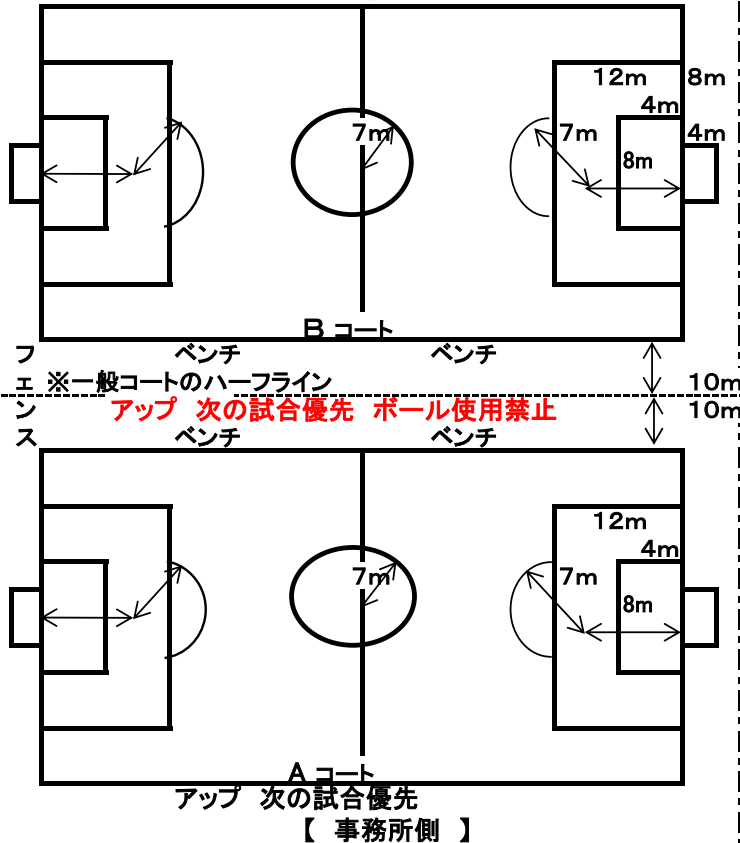 12m 8m
4m
7m 7m 4m
8m
B コート
フェンス
ベンチ ベンチ
※一般コートのハーフライン 10m
アップ 次の試合優先 ボール使用禁止 10m
ベンチ ベンチ
12m
4m
7m 7m
8m
A コート
アップ 次の試合優先
【 事務所側 】